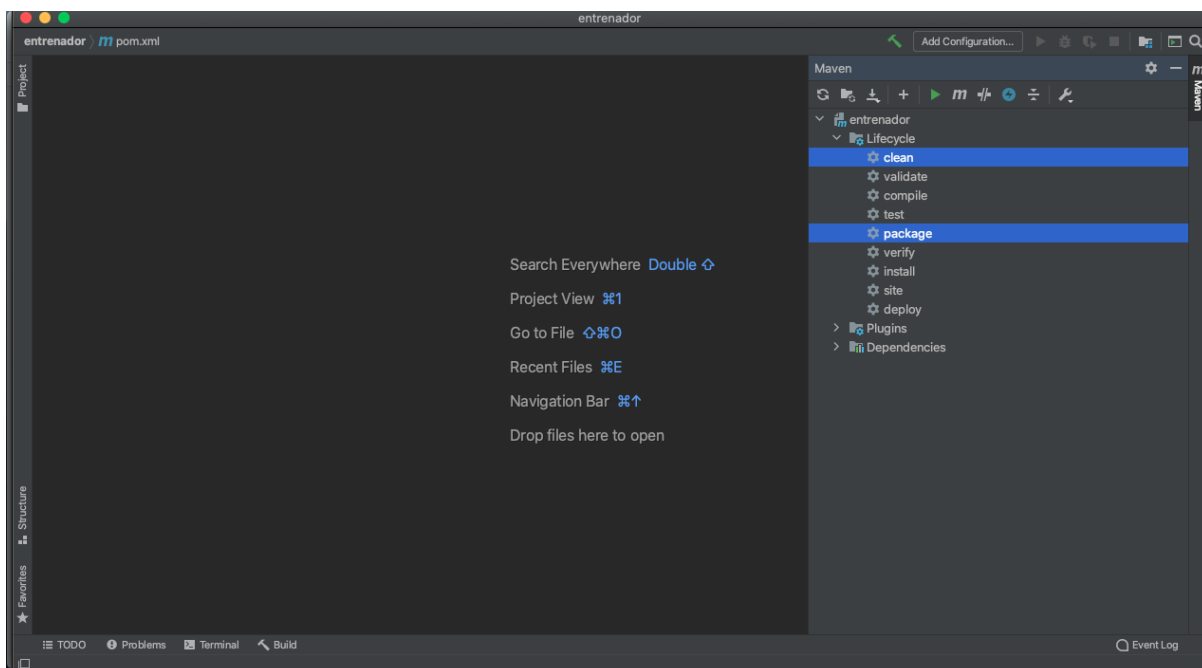 entrenador
entrenador pom.xml
Add Configuration...
Project
Maven
Maven
entrenador
Lifecycle
clean
validate
compile
test
package
verify
install
site
deploy
Plugins
Dependencies
Search Everywhere Double ⇧
Project View ⌘1
Go to File ⇧⌘O
Recent Files ⌘E
Navigation Bar ⌘↑
Drop files here to open
Structure
Favorites
TODO Problems Terminal Build Event Log